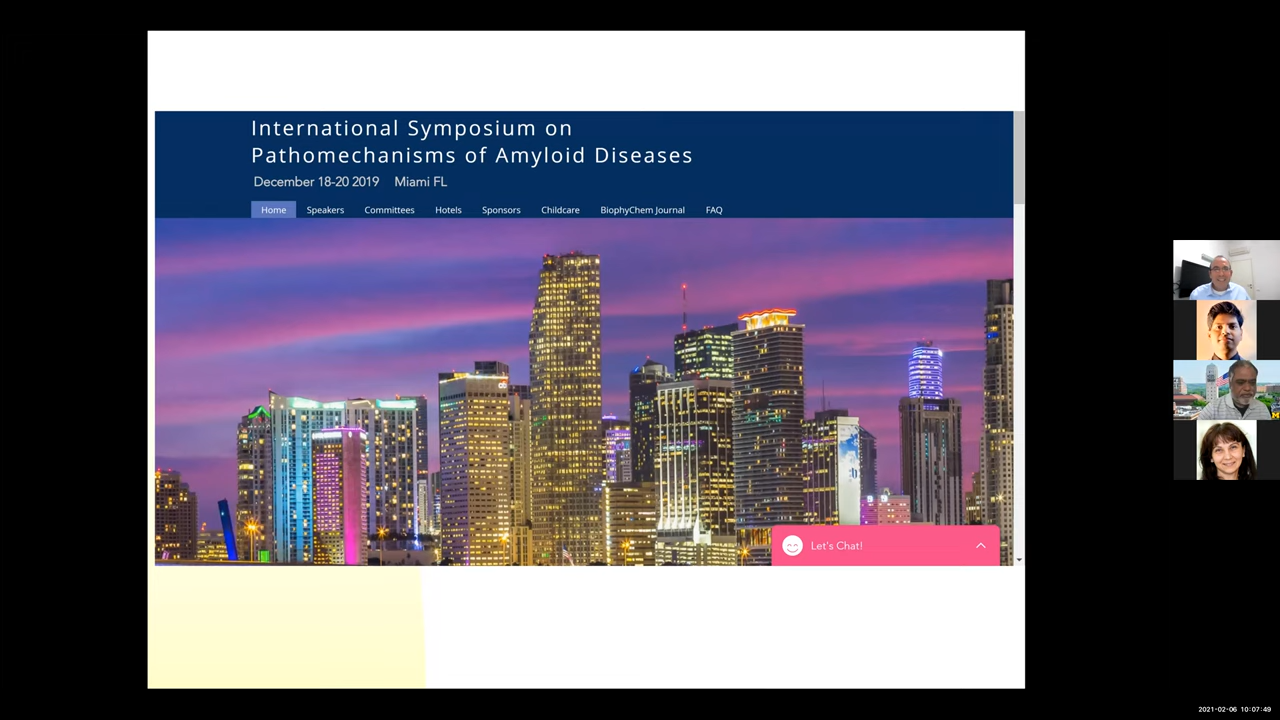 International Symposium on
Pathomechanisms of Amyloid Diseases
December 18-20 2019 Miami FL
Home Speakers Committees Hotels Sponsors Childcare BiophyChem Journal FAQ
Let's Chat!
2021-02-06 10:07:49